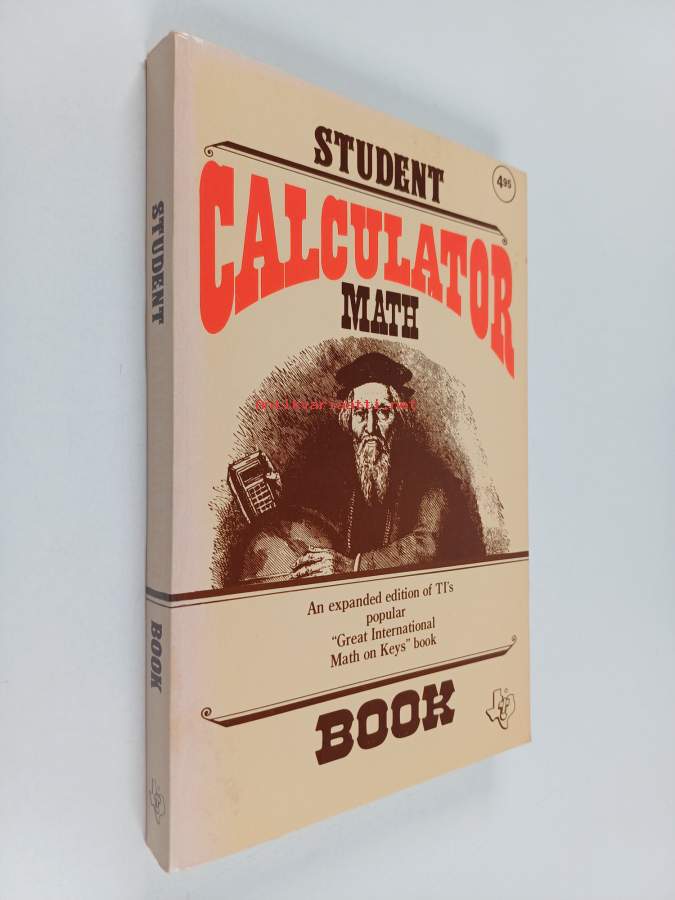 STUDENT
CALCULATOR
MATH
4.95
antikvariaatti.net
An expanded edition of TI's
popular
“Great International
Math on Keys” book
BOOK
STUDENT
BOOK